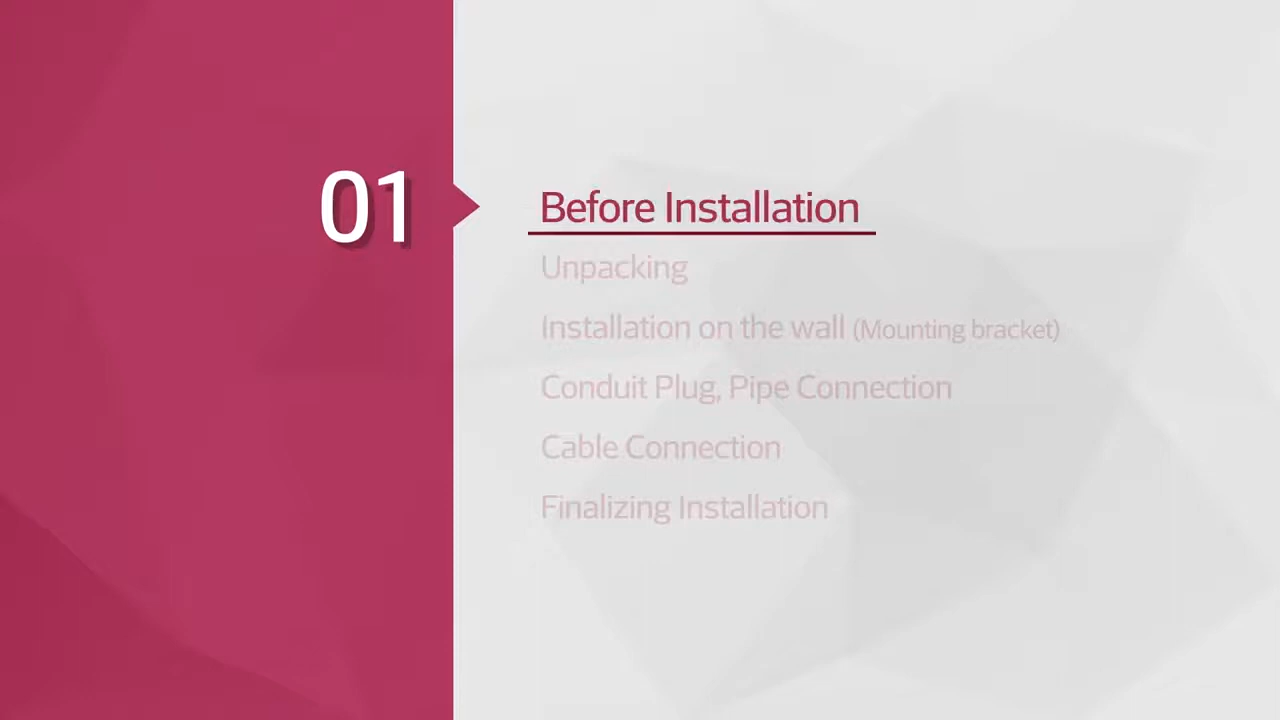 01
Before Installation
Unpacking
Installation on the wall (Mounting bracket)
Conduit Plug, Pipe Connection
Cable Connection
Finalizing Installation